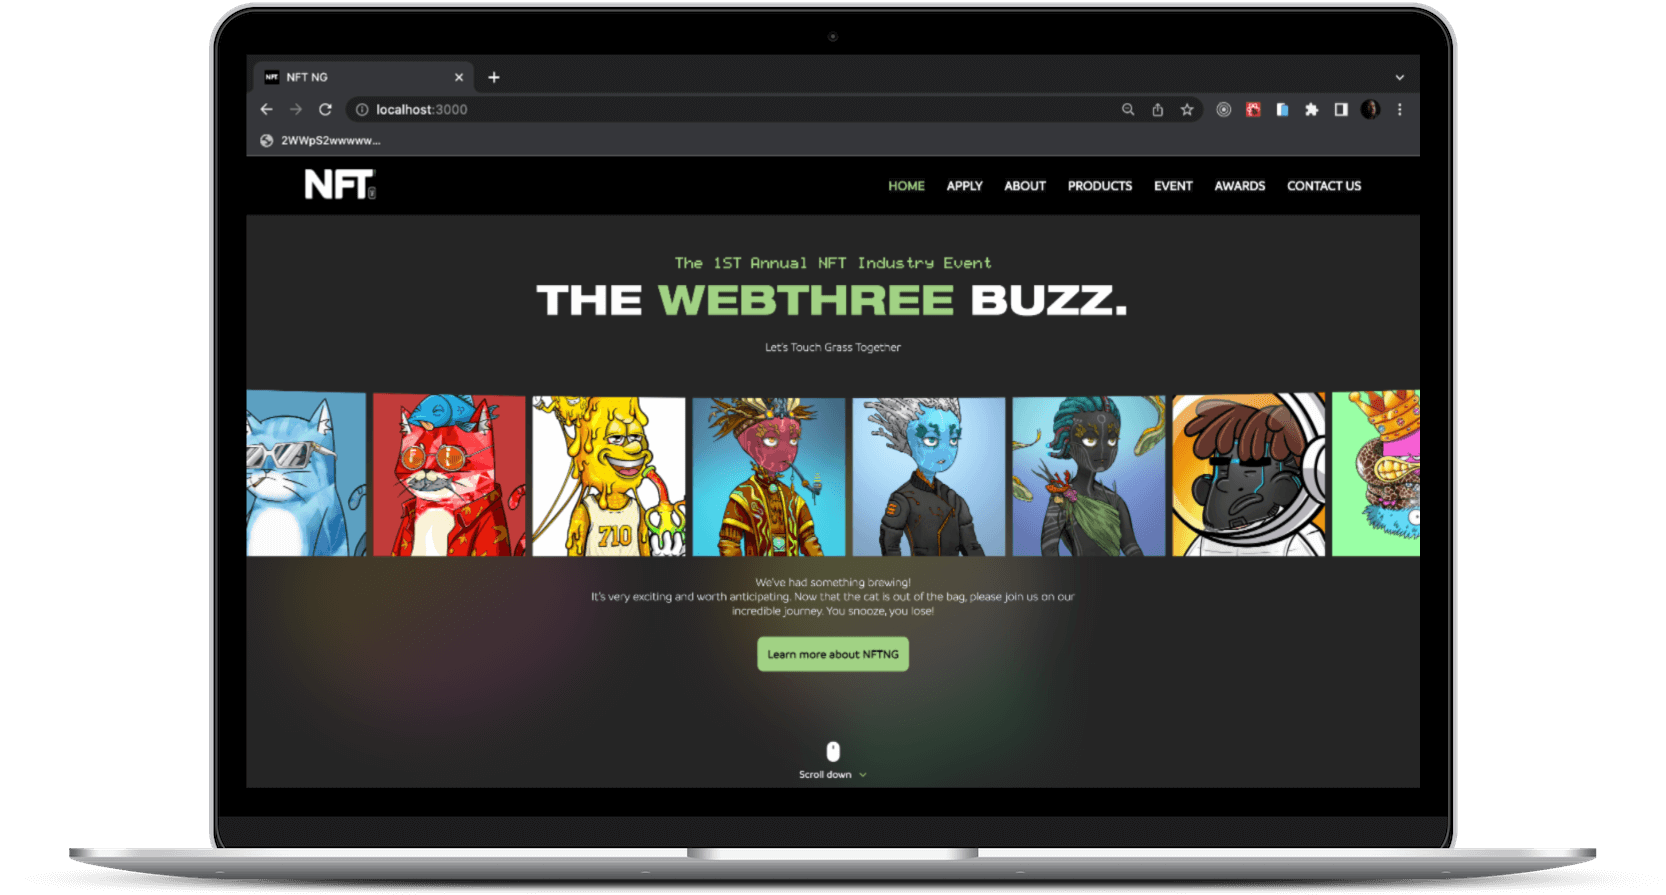 NFT NFT NG
localhost:3000
2WWpS2wwwww...
NFT
HOME APPLY ABOUT PRODUCTS EVENT AWARDS CONTACT US
The 1ST Annual NFT Industry Event
THE WEBTHREE BUZZ.
Let's Touch Grass Together
710
We've had something brewing!
It's very exciting and worth anticipating. Now that the cat is out of the bag, please join us on our
incredible journey. You snooze, you lose!
Learn more about NFTNG
Scroll down